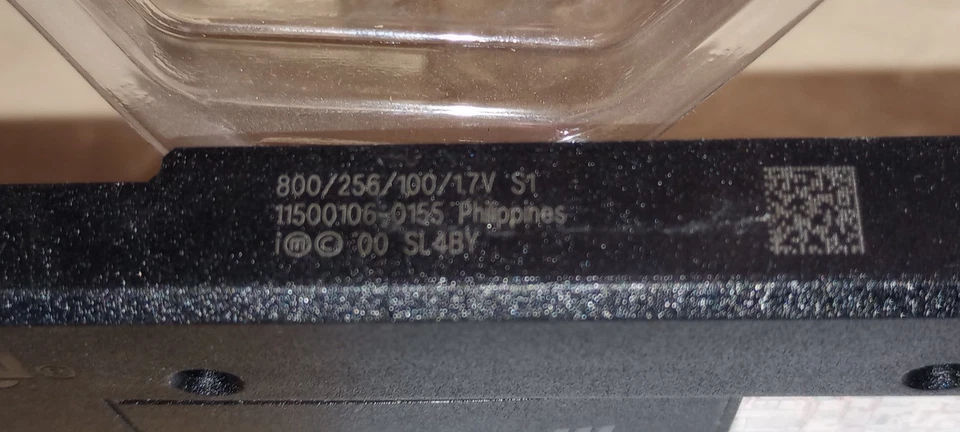 800/256/100/1.7V S1
11500106-0155 Philippines
i ⓜ © '00 SL4BY